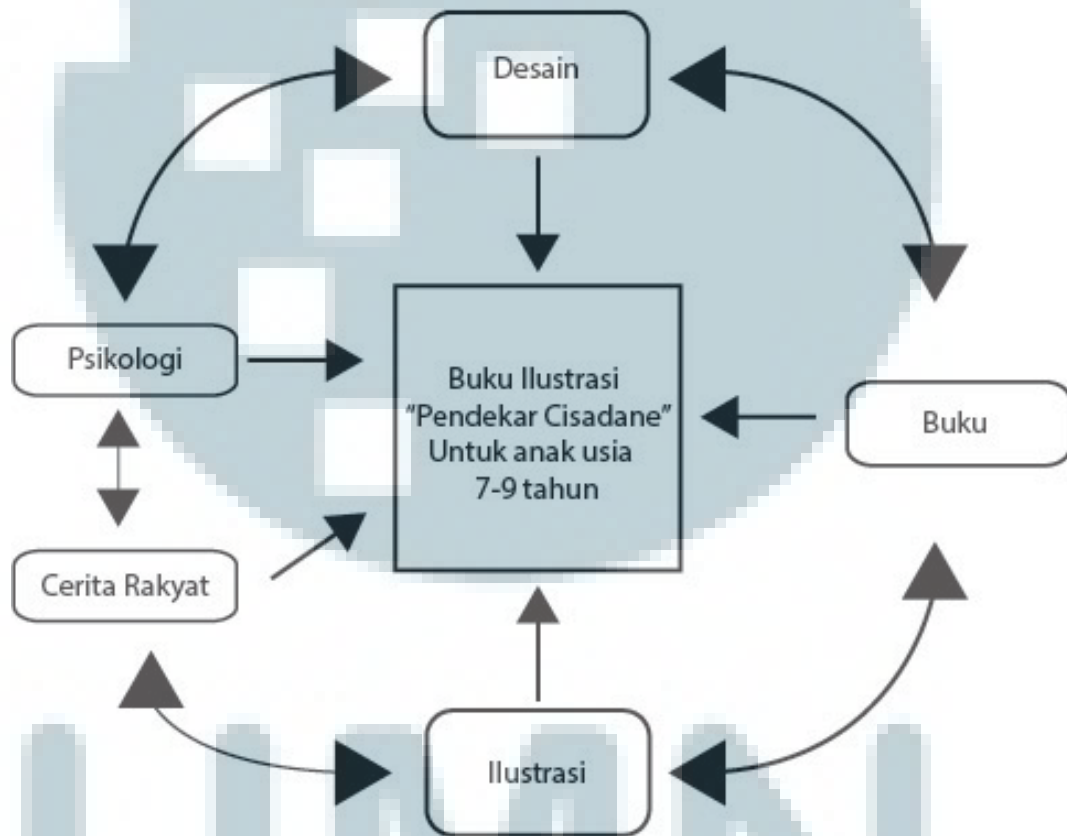 Desain
Psikologi
Buku Ilustrasi
"Pendekar Cisadane"
Untuk anak usia
7-9 tahun
Buku
Cerita Rakyat
Ilustrasi